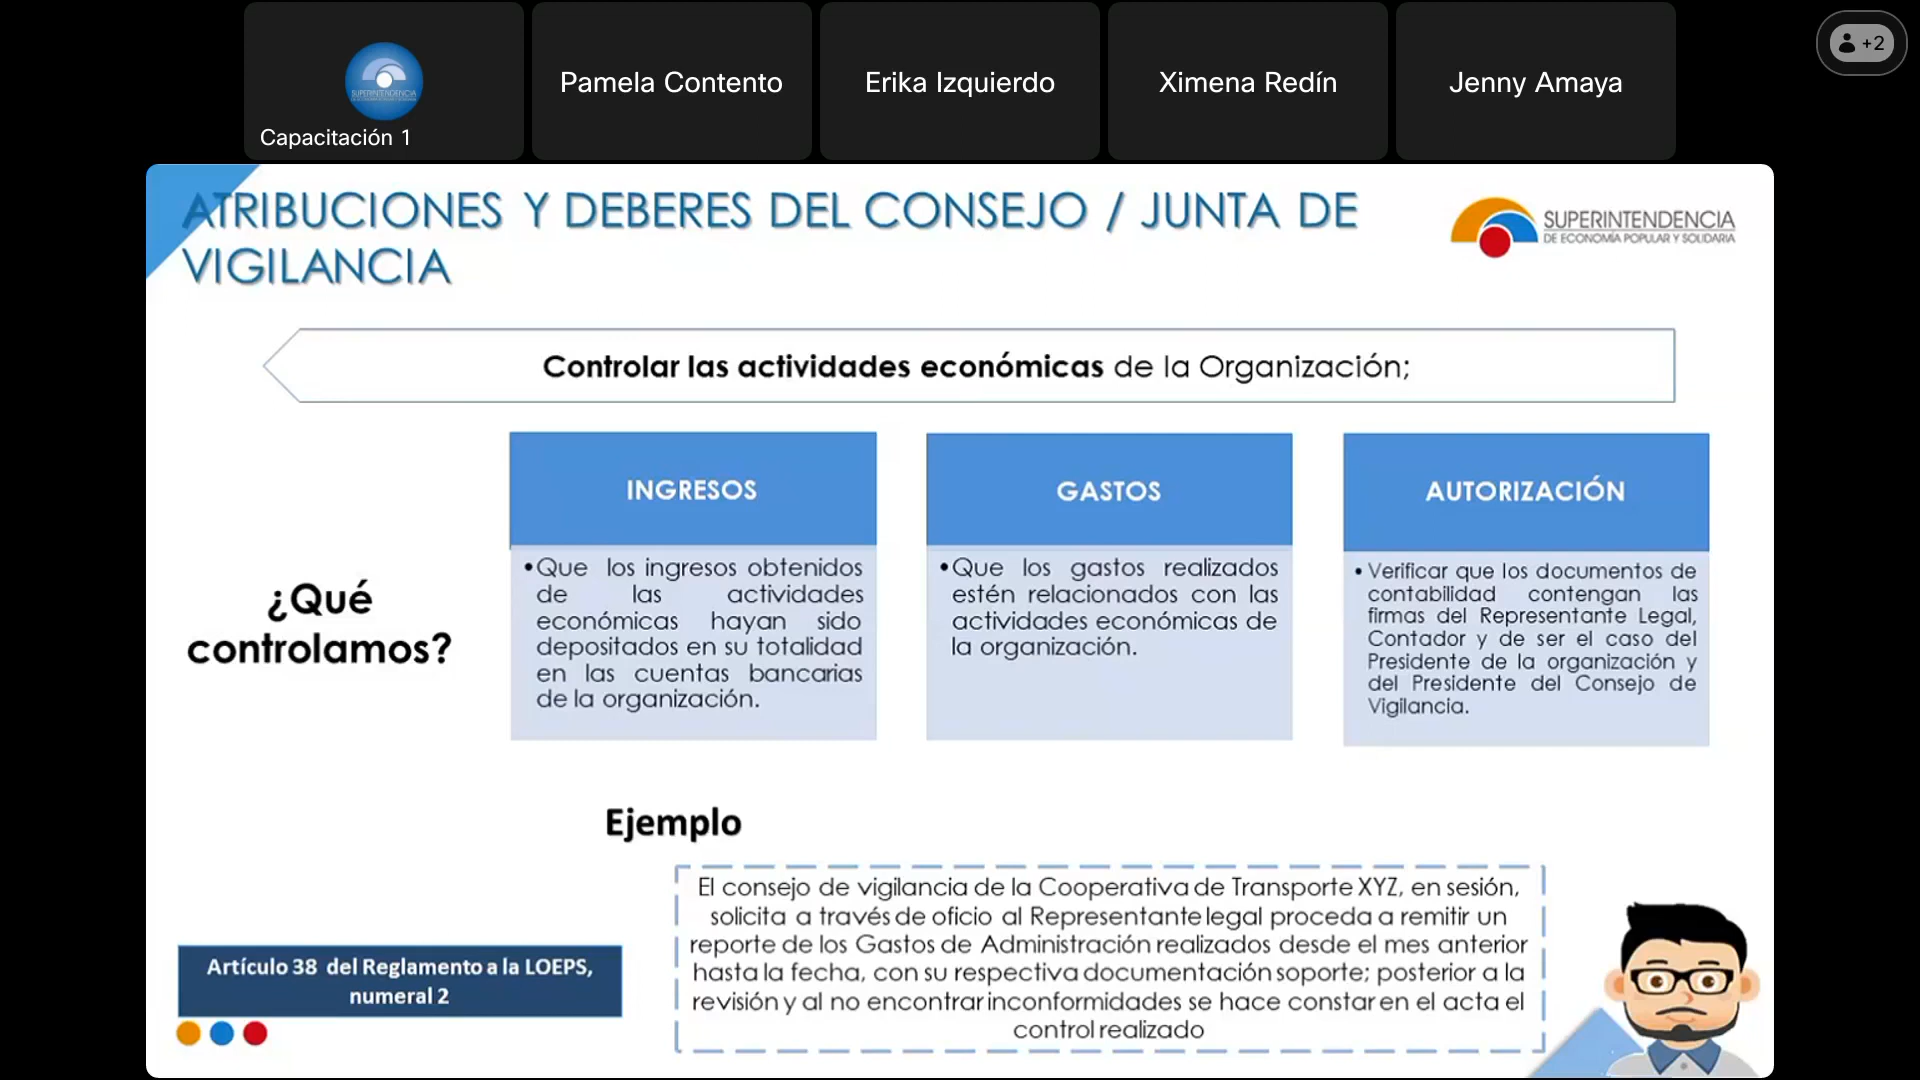 Capacitación 1
Pamela Contento
Erika Izquierdo
Ximena Redín
Jenny Amaya
+2
SUPERINTENDENCIA
ATRIBUCIONES Y DEBERES DEL CONSEJO / JUNTA DE
VIGILANCIA
SUPERINTENDENCIA
DE ECONOMÍA POPULAR Y SOLIDARIA
Controlar las actividades económicas de la Organización;
¿Qué
controlamos?
INGRESOS
•Que los ingresos obtenidos
de las actividades
económicas hayan sido
depositados en su totalidad
en las cuentas bancarias
de la organización.
GASTOS
•Que los gastos realizados
estén relacionados con las
actividades económicas de
la organización.
AUTORIZACIÓN
•Verificar que los documentos de
contabilidad contengan las
firmas del Representante Legal,
Contador y de ser el caso del
Presidente de la organización y
del Presidente del Consejo de
Vigilancia.
Ejemplo
El consejo de vigilancia de la Cooperativa de Transporte XYZ, en sesión,
solicita a través de oficio al Representante legal proceda a remitir un
reporte de los Gastos de Administración realizados desde el mes anterior
hasta la fecha, con su respectiva documentación soporte; posterior a la
revisión y al no encontrar inconformidades se hace constar en el acta el
control realizado
Artículo 38 del Reglamento a la LOEPS,
numeral 2